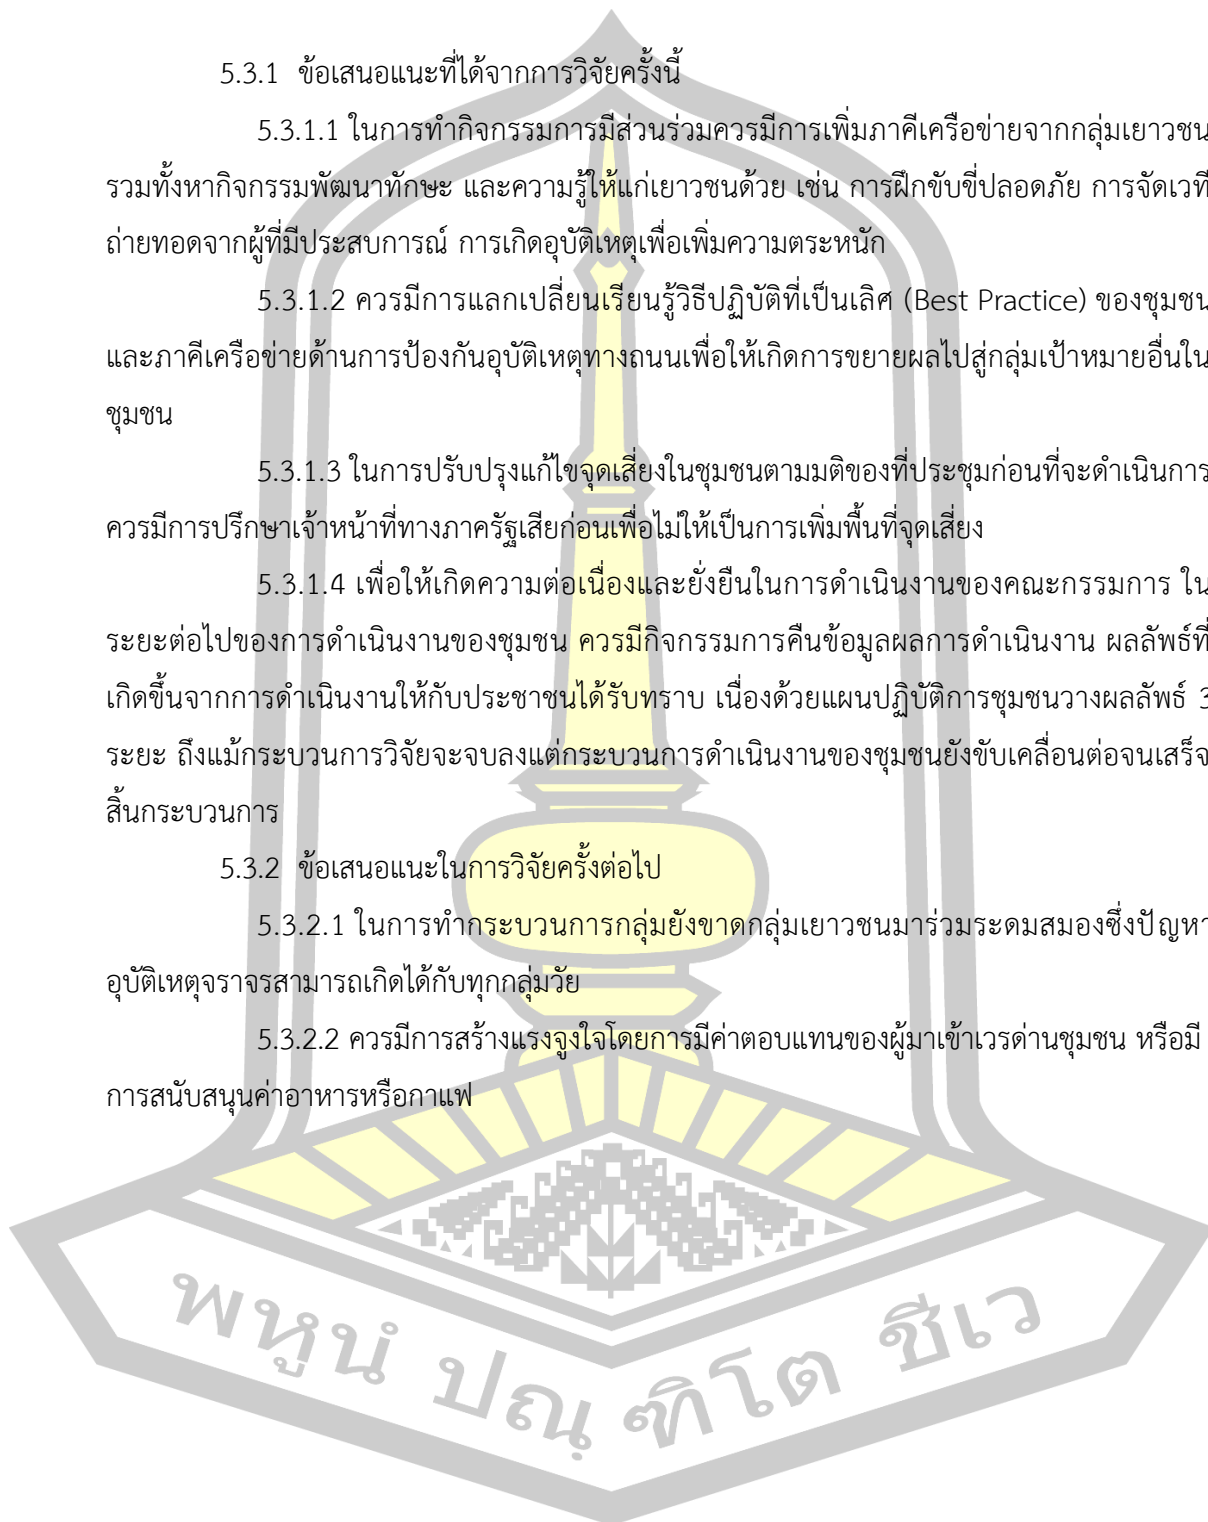 5.3.1 ข้อเสนอแนะที่ได้จากการวิจัยครั้งนี้
5.3.1.1 ในการทำกิจกรรมการมีส่วนร่วมควรมีการเพิ่มภาคีเครือข่ายจากกลุ่มเยาวชน
รวมทั้งหากิจกรรมพัฒนาทักษะ และความรู้ให้แก่เยาวชนด้วย เช่น การฝึกขับขี่ปลอดภัย การจัดเวที
ถ่ายทอดจากผู้ที่มีประสบการณ์ การเกิดอุบัติเหตุเพื่อเพิ่มความตระหนัก
5.3.1.2 ควรมีการแลกเปลี่ยนเรียนรู้วิธีปฏิบัติที่เป็นเลิศ (Best Practice) ของชุมชน
และภาคีเครือข่ายด้านการป้องกันอุบัติเหตุทางถนนเพื่อให้เกิดการขยายผลไปสู่กลุ่มเป้าหมายอื่นใน
ชุมชน
5.3.1.3 ในการปรับปรุงแก้ไขจุดเสี่ยงในชุมชนตามมติของที่ประชุมก่อนที่จะดำเนินการ
ควรมีการปรึกษาเจ้าหน้าที่ทางภาครัฐเสียก่อนเพื่อไม่ให้เป็นการเพิ่มพื้นที่จุดเสี่ยง
5.3.1.4 เพื่อให้เกิดความต่อเนื่องและยั่งยืนในการดำเนินงานของคณะกรรมการ ใน
ระยะต่อไปของการดำเนินงานของชุมชน ควรมีกิจกรรมการคืนข้อมูลผลการดำเนินงาน ผลลัพธ์ที่
เกิดขึ้นจากการดำเนินงานให้กับประชาชนได้รับทราบ เนื่องด้วยแผนปฏิบัติการชุมชนวางผลลัพธ์ 3
ระยะ ถึงแม้กระบวนการวิจัยจะจบลงแต่กระบวนการดำเนินงานของชุมชนยังขับเคลื่อนต่อจนเสร็จ
สิ้นกระบวนการ
5.3.2 ข้อเสนอแนะในการวิจัยครั้งต่อไป
5.3.2.1 ในการทำกระบวนการกลุ่มยังขาดกลุ่มเยาวชนมาร่วมระดมสมองซึ่งปัญหา
อุบัติเหตุจราจรสามารถเกิดได้กับทุกกลุ่มวัย
5.3.2.2 ควรมีการสร้างแรงจูงใจโดยการมีค่าตอบแทนของผู้มาเข้าเวรด่านชุมชน หรือมี
การสนับสนุนค่าอาหารหรือกาแฟ
พหูนํ ปณฺ ฑิโต ชีเว